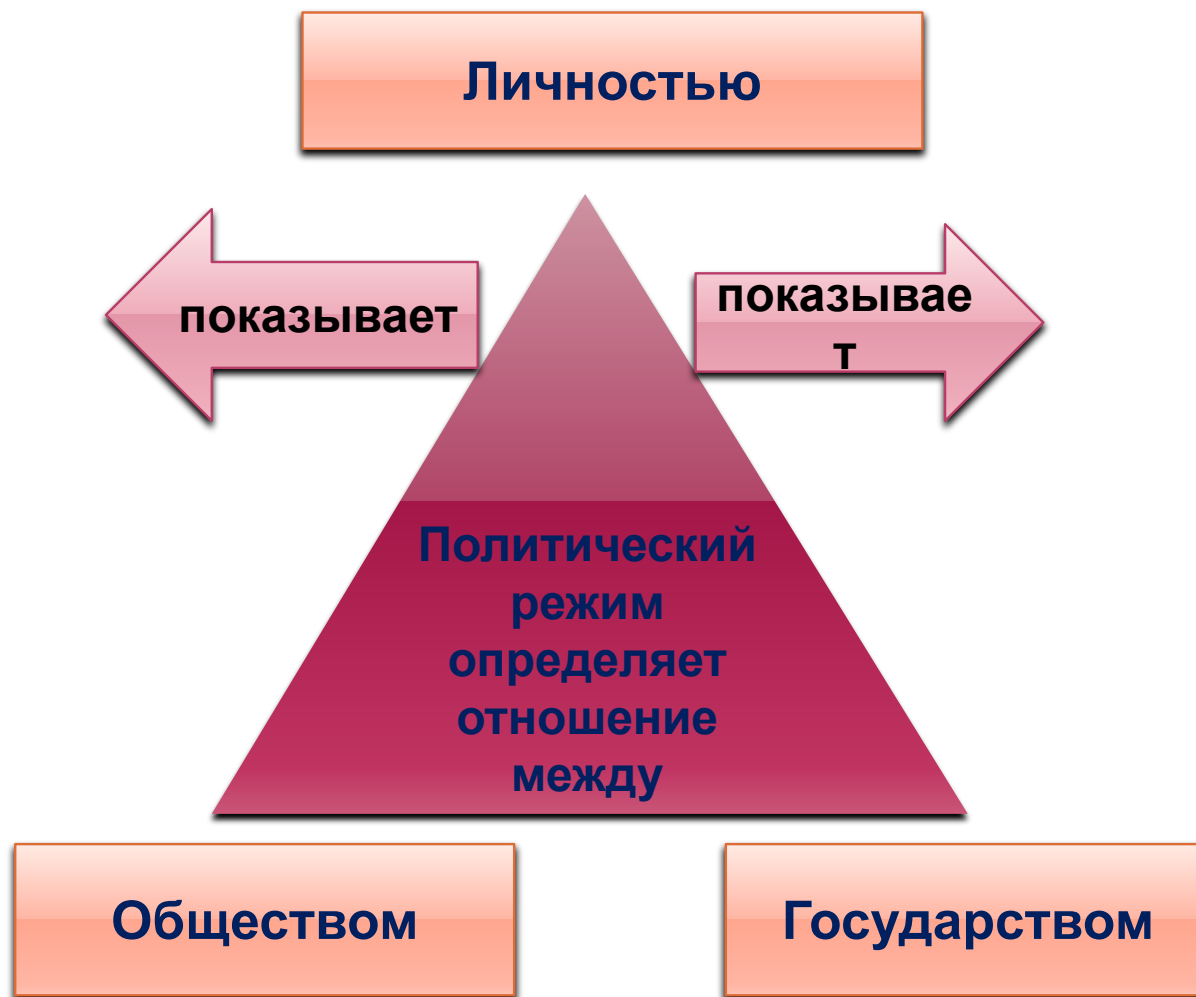 Личностью
показывает
показывае
т
Политический
режим
определяет
отношение
между
Обществом
Государством